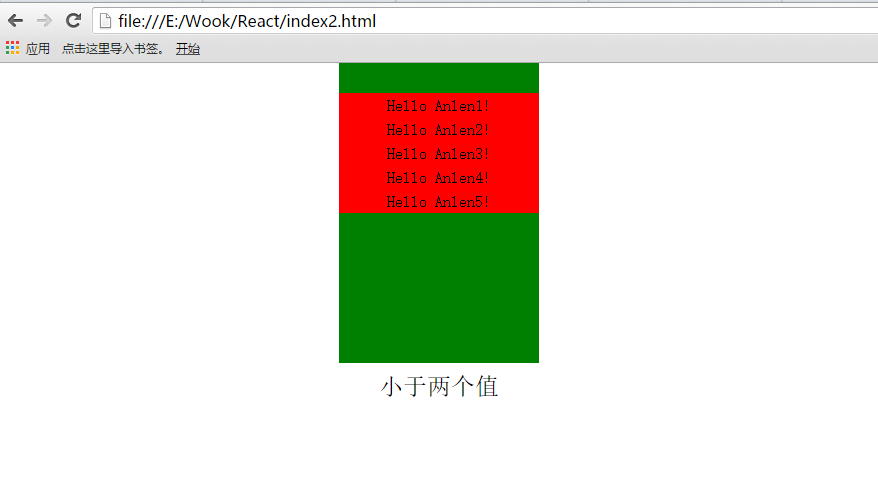 file:///E:/Wook/React/index2.html
应用 点击这里导入书签。 开始
Hello Anlen1!
Hello Anlen2!
Hello Anlen3!
Hello Anlen4!
Hello Anlen5!
小于两个值